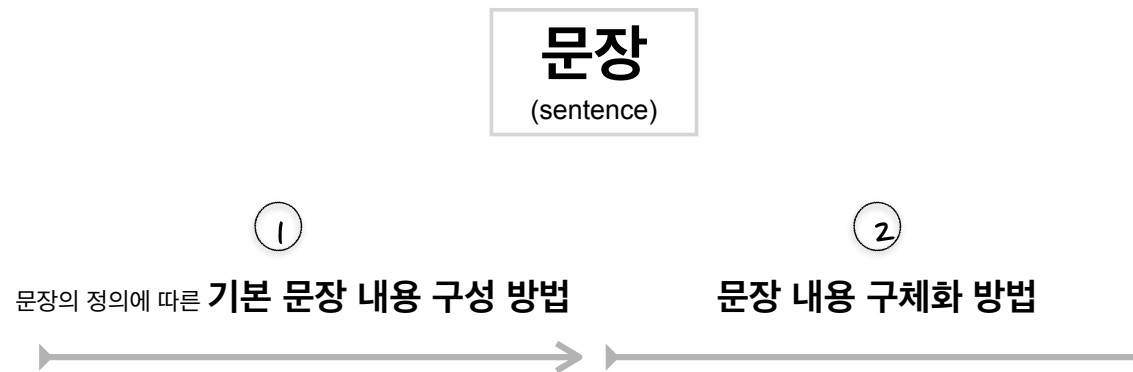 문장
(sentence)
1
2
문장의 정의에 따른 기본 문장 내용 구성 방법
문장 내용 구체화 방법